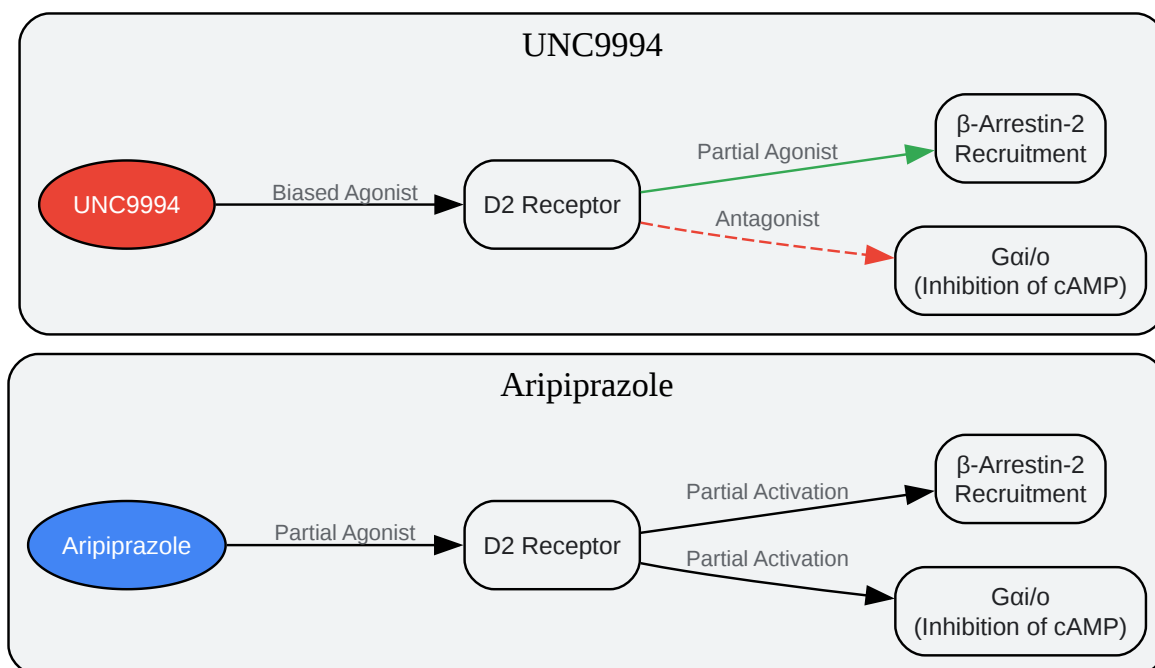 UNC9994
UNC9994
Biased Agonist
D2 Receptor
Partial Agonist
β-Arrestin-2
Recruitment
Antagonist
Gαi/o
(Inhibition of cAMP)
Aripiprazole
Aripiprazole
Partial Agonist
D2 Receptor
Partial Activation
β-Arrestin-2
Recruitment
Partial Activation
Gαi/o
(Inhibition of cAMP)